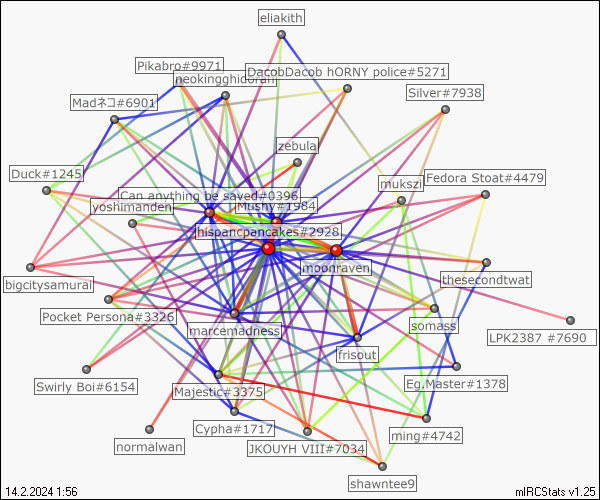 eliakith
Pikabro#9971
DacobDacob hORNY police#5271
neokingghidorah
Silver#7938
Madネコ#6901
zebula
Duck#1245
mukszi
Fedora Stoat#4479
Can anything be saved#0396
yoshimanden
Mushy#1984
hispanicpancakes#2928
moonraven
bigcitysamurai
thesecondtwat
Pocket Persona#3326
marcemadness
somass
LPK2387 #7690
frisout
Swirly Boi#6154
Majestic#3375
Eg,Master#1378
Cypha#1717
ming#4742
normalwan
JKOUYH VIII#7034
shawntee9
14.2.2024 1:56
mIRCStats v1.25